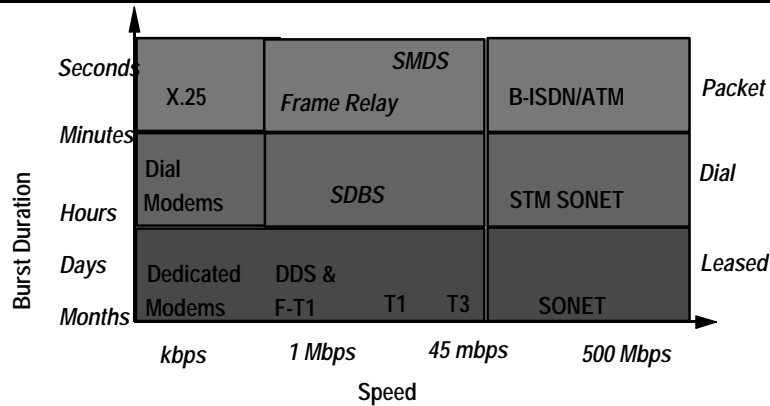 Seconds
SMDS
X.25
Frame Relay
B-ISDN/ATM
Packet
Minutes
Dial
Modems
SDBS
STM SONET
Dial
Hours
Burst Duration
Days
Dedicated
Modems
DDS &
F-T1
T1
T3
SONET
Leased
Months
kbps
1 Mbps
45 mbps
500 Mbps
Speed